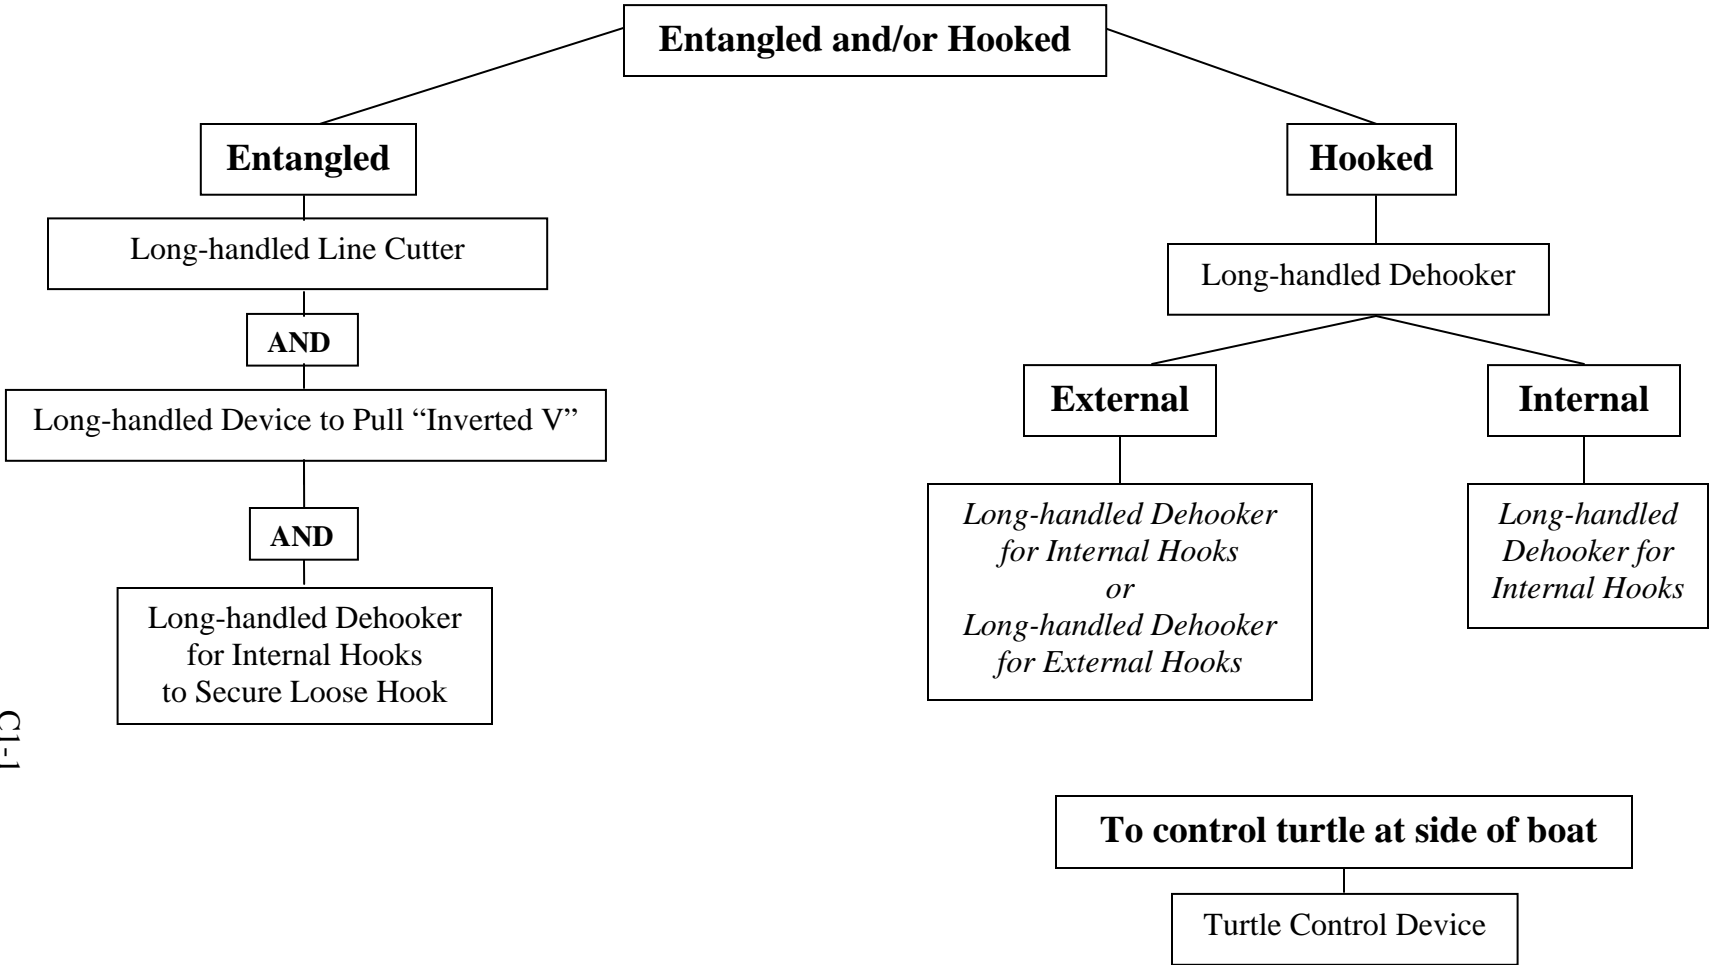 Entangled and/or Hooked
Entangled
Long-handled Line Cutter
AND
Long-handled Device to Pull “Inverted V”
AND
Long-handled Dehooker
for Internal Hooks
to Secure Loose Hook
Hooked
Long-handled Dehooker
External
Long-handled Dehooker
for Internal Hooks
or
Long-handled Dehooker
for External Hooks
Internal
Long-handled
Dehooker for
Internal Hooks
To control turtle at side of boat
Turtle Control Device
C1-1